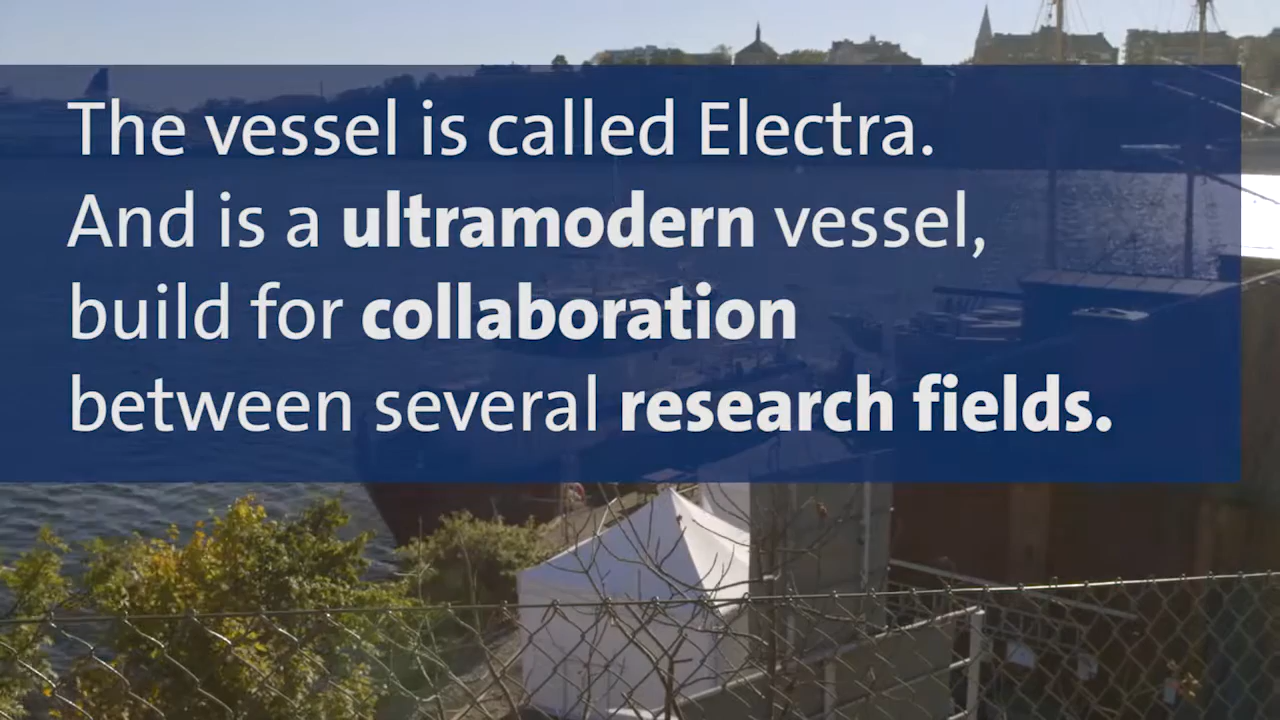 The vessel is called Electra.
And is a ultramodern vessel,
build for collaboration
between several research fields.